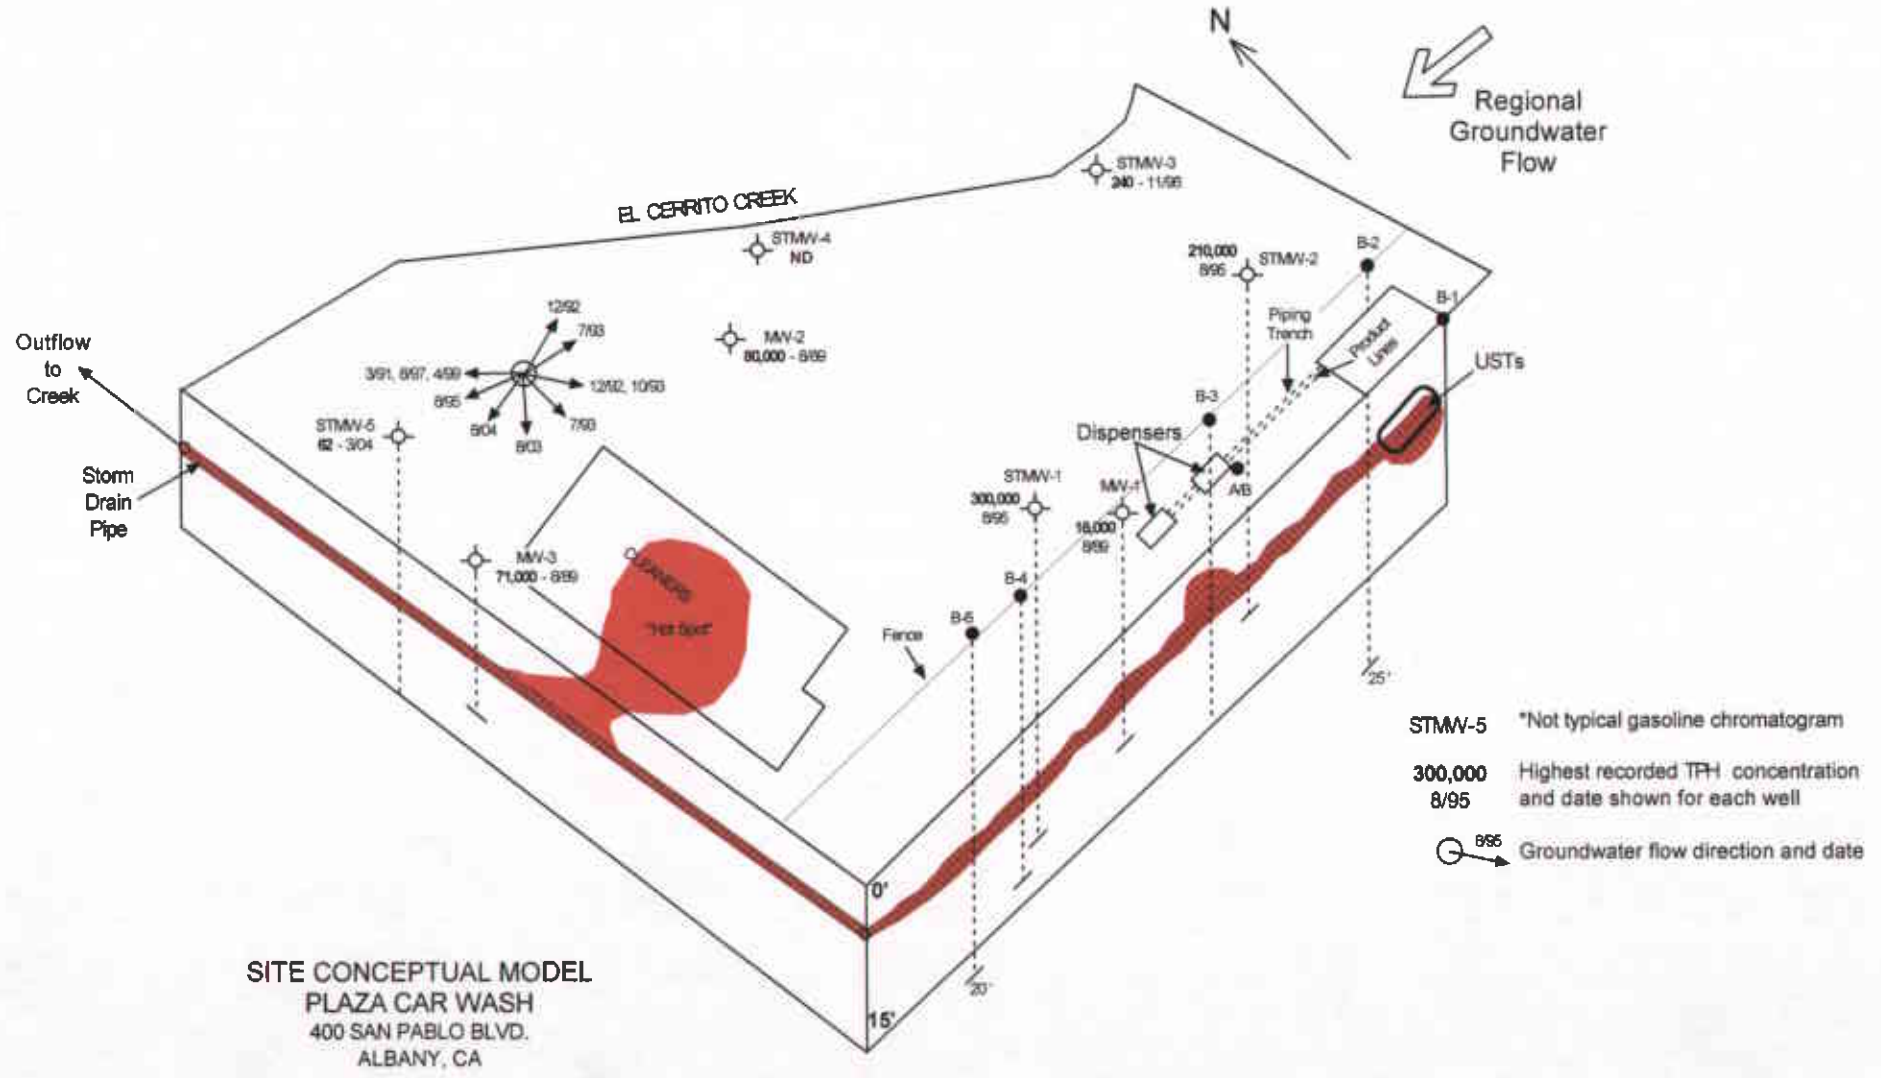 N
Regional
Groundwater
Flow
STMW-3
240 - 11/96
EL CERRITO CREEK
STMW-4
ND
210,000
8/95
STMW-2
B-2
B-1
Piping
Trench
Product
Lines
USTs
12/92
7/93
3/91, 8/97, 4/99
12/92, 10/93
8/95
8/04
8/03
7/93
MW-2
80,000 - 8/89
Outflow
to
Creek
Storm
Drain
Pipe
STMW-5
62 - 3/04
B-3
Dispensers
A/B
STMW-1
300,000
8/95
MW-1
16,000
8/89
MW-3
71,000 - 8/89
CLEANERS
"Hot Spot"
B-4
B-5
Fence
25'
20'
0'
15'
STMW-5 *Not typical gasoline chromatogram
300,000 Highest recorded TPH concentration
8/95 and date shown for each well
8/95 Groundwater flow direction and date
SITE CONCEPTUAL MODEL
PLAZA CAR WASH
400 SAN PABLO BLVD.
ALBANY, CA